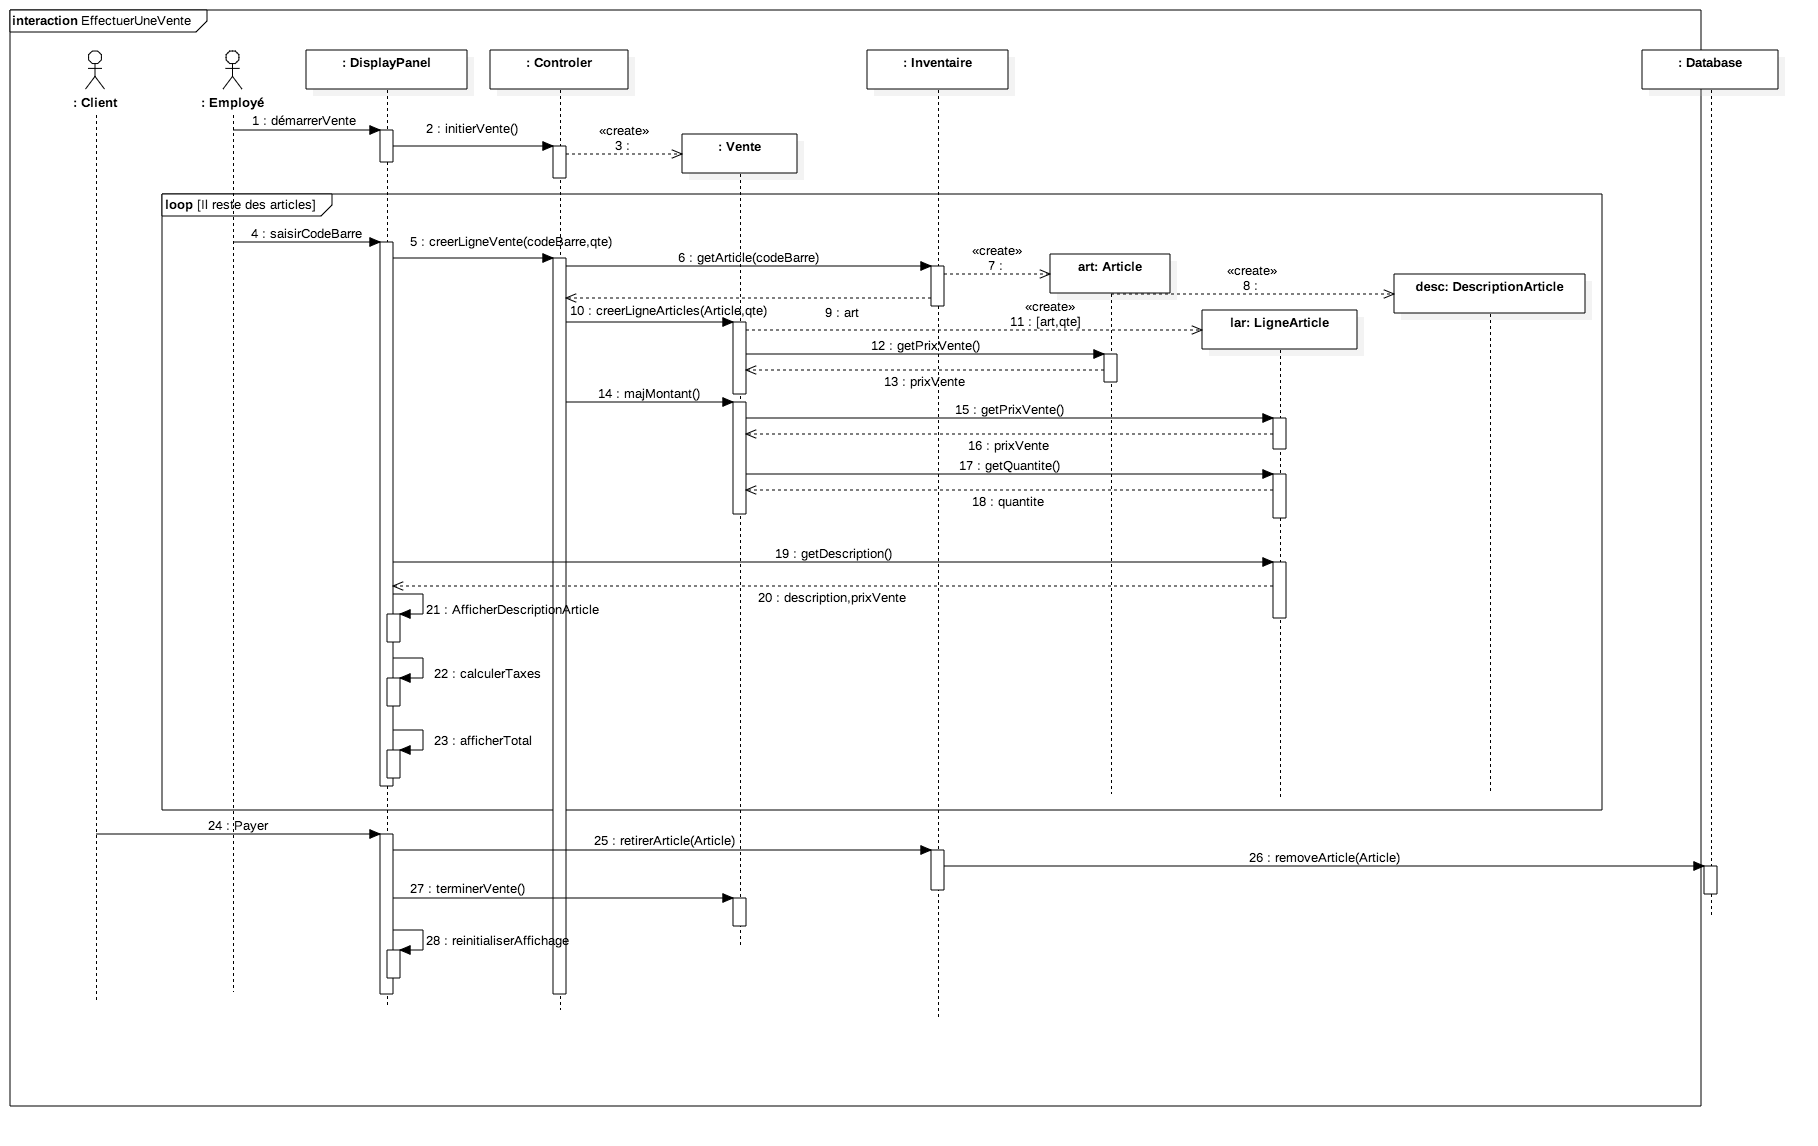 interaction EffectuerUneVente
: Client
: Employé
: DisplayPanel
: Controler
: Inventaire
: Database
1 : démarrerVente
2 : initierVente()
«create»
3 :
: Vente
loop [Il reste des articles]
4 : saisirCodeBarre
5 : creerLigneVente(codeBarre,qte)
6 : getArticle(codeBarre)
«create»
7 :
art: Article
«create»
8 :
desc: DescriptionArticle
9 : art
10 : creerLigneArticles(Article,qte)
«create»
11 : [art,qte]
lar: LigneArticle
12 : getPrixVente()
13 : prixVente
14 : majMontant()
15 : getPrixVente()
16 : prixVente
17 : getQuantite()
18 : quantite
19 : getDescription()
20 : description,prixVente
21 : AfficherDescriptionArticle
22 : calculerTaxes
23 : afficherTotal
24 : Payer
25 : retirerArticle(Article)
26 : removeArticle(Article)
27 : terminerVente()
28 : reinitialiserAffichage